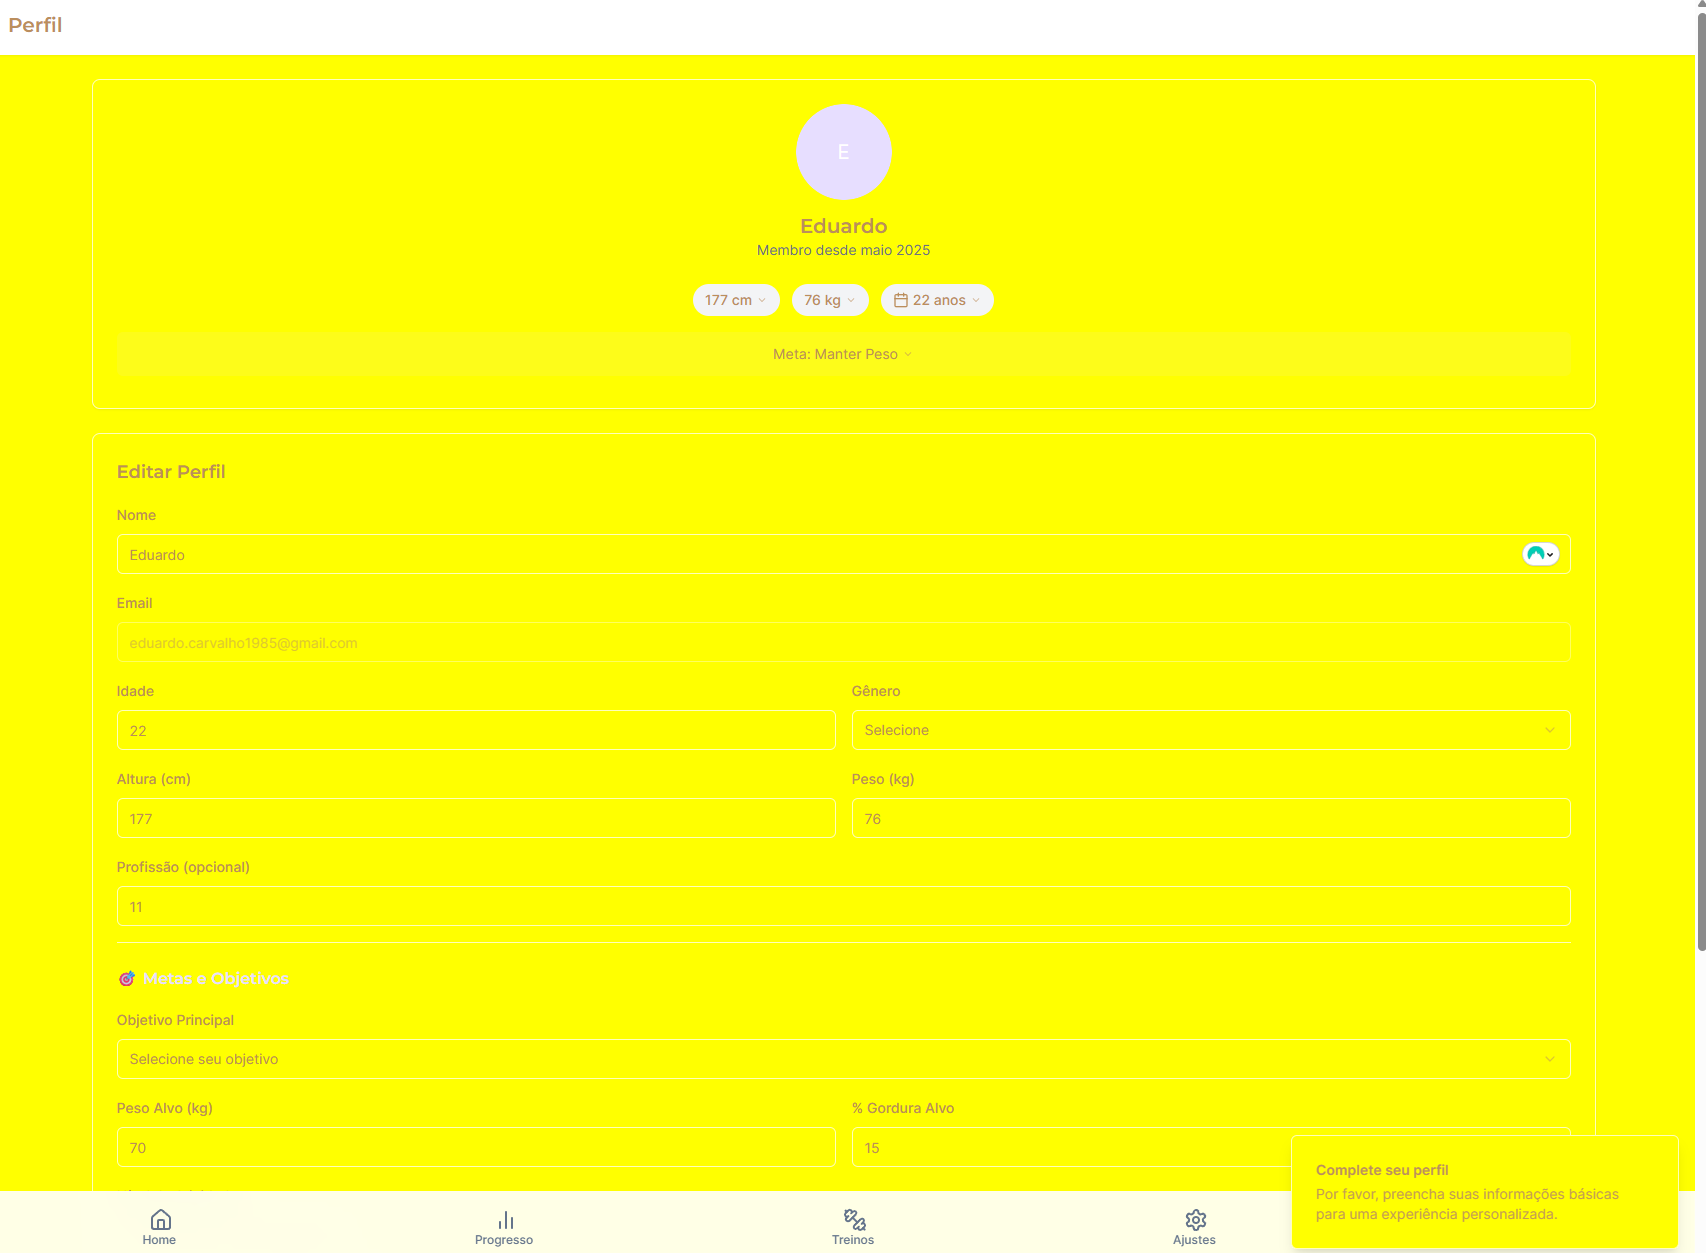 Perfil
E
Eduardo
Membro desde maio 2025
177 cm
76 kg
22 anos
Meta: Manter Peso
Editar Perfil
Nome
Eduardo
Email
eduardo.carvalho1985@gmail.com
Idade
Gênero
22
Selecione
Altura (cm)
Peso (kg)
177
76
Profissão (opcional)
11
Metas e Objetivos
Objetivo Principal
Selecione seu objetivo
Peso Alvo (kg)
% Gordura Alvo
70
15
Complete seu perfil
Por favor, preencha suas informações básicas
para uma experiência personalizada.
Home
Progresso
Treinos
Ajustes